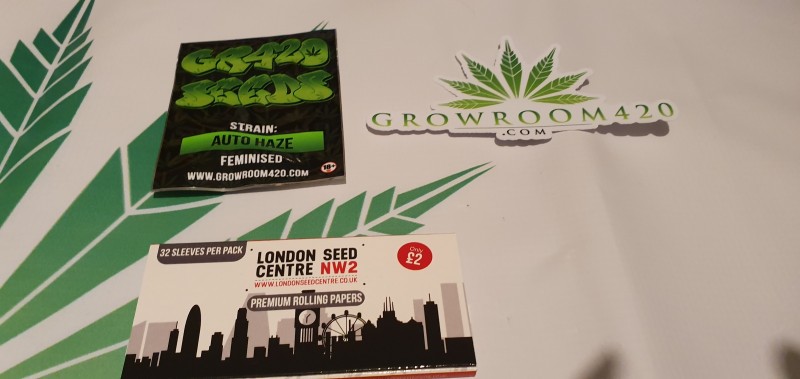 GR420
SEEDS
STRAIN:
AUTO HAZE
FEMINISED
WWW.GROWROOM420.COM
18+
GROWROOM420
.COM
32 SLEEVES PER PACK
LONDON SEED
CENTRE NW2
WWW.LONDONSEEDCENTRE.CO.UK
PREMIUM ROLLING PAPERS
Only
£2